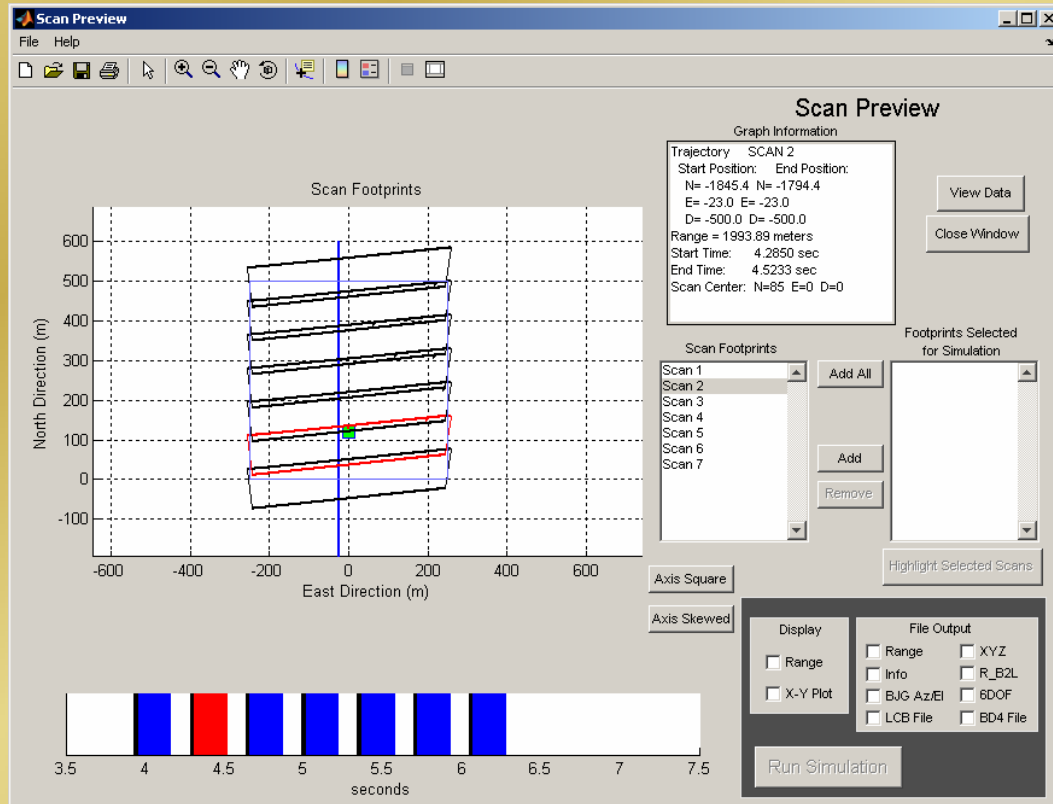 Scan Preview
File Help
Scan Preview
Graph Information
Trajectory SCAN 2
Start Position: End Position:
N= -1845.4 N= -1794.4
E= -23.0 E= -23.0
D= -500.0 D= -500.0
Range = 1993.89 meters
Start Time: 4.2850 sec
End Time: 4.5233 sec
Scan Center: N=85 E=0 D=0
View Data
Close Window
Scan Footprints
600
500
400
300
200
100
0
-100
North Direction (m)
-600 -400 -200 0 200 400 600
East Direction (m)
Scan Footprints
Scan 1
Scan 2
Scan 3
Scan 4
Scan 5
Scan 6
Scan 7
Add All
Add
Remove
Footprints Selected
for Simulation
Highlight Selected Scans
Axis Square
Axis Skewed
Display
Range
X-Y Plot
File Output
Range XYZ
Info R_B2L
BJG Az/El 6DOF
LCB File BD4 File
Run Simulation
3.5 4 4.5 5 5.5 6 6.5 7 7.5
seconds